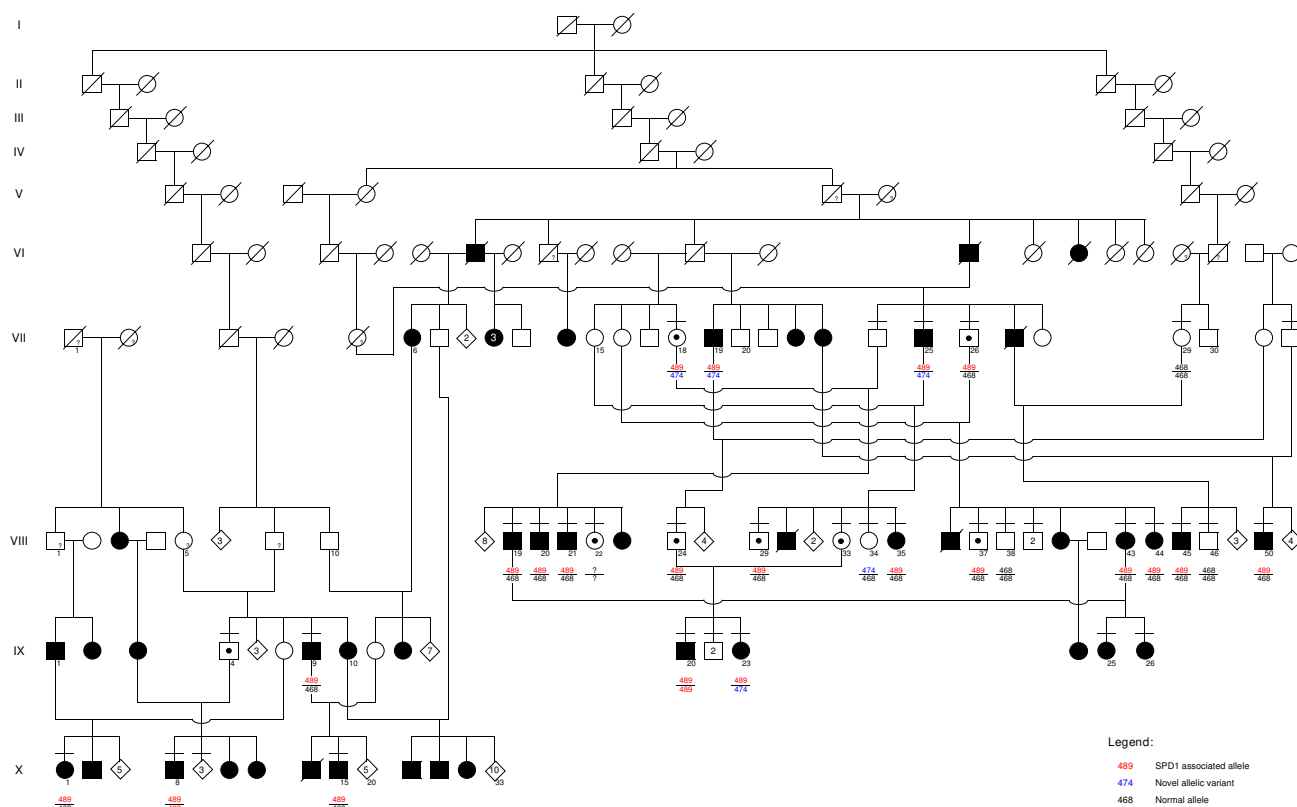 I
II
III
IV
V
? ?
VI
? ? ? ?
VII
? 1 ? ? 6 2 3 15 18 19 20 25 26 29 30
489 489 489 489 468
474 474 474 468 468
VIII
? 1 ? 5 3 ? 10 8 19 20 21 22 24 4 29 2 33 34 35 37 38 2 43 44 45 46 3 50 4
489 489 489 ? 489 489 474 489 489 468 489 489 489 468 489
468 468 468 ? 468 468 468 468 468 468 468 468 468 468 468
IX
1 4 3 9 10 7 20 2 23 25 26
489
468
489 489
489 474
X
1 5 8 3 15 5 20 10 33
489 489 489
Legend:
489 SPD1 associated allele
474 Novel allelic variant
468 Normal allele